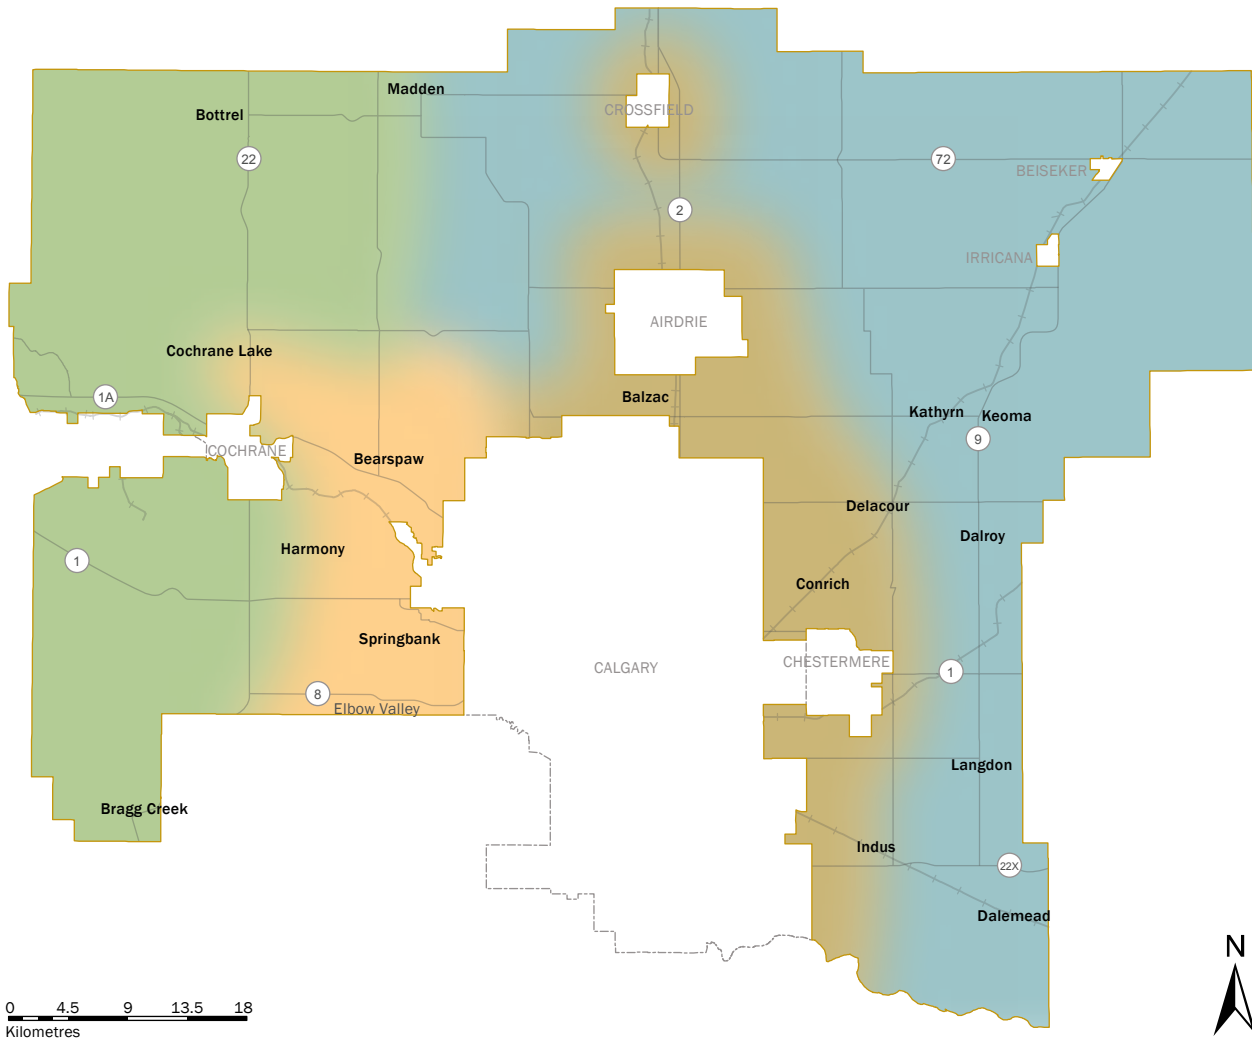 Madden
Bottrel
CROSSFIELD
22
72
BEISEKER
2
IRRICANA
AIRDRIE
Cochrane Lake
1A
Balzac
Kathyrn
Keoma
9
COCHRANE
Bearspaw
Delacour
Dalroy
Harmony
1
Conrich
Springbank
CALGARY
CHESTERMERE
1
8
Elbow Valley
Langdon
Bragg Creek
Indus
22X
Dalemead
N
0 4.5 9 13.5 18
Kilometres